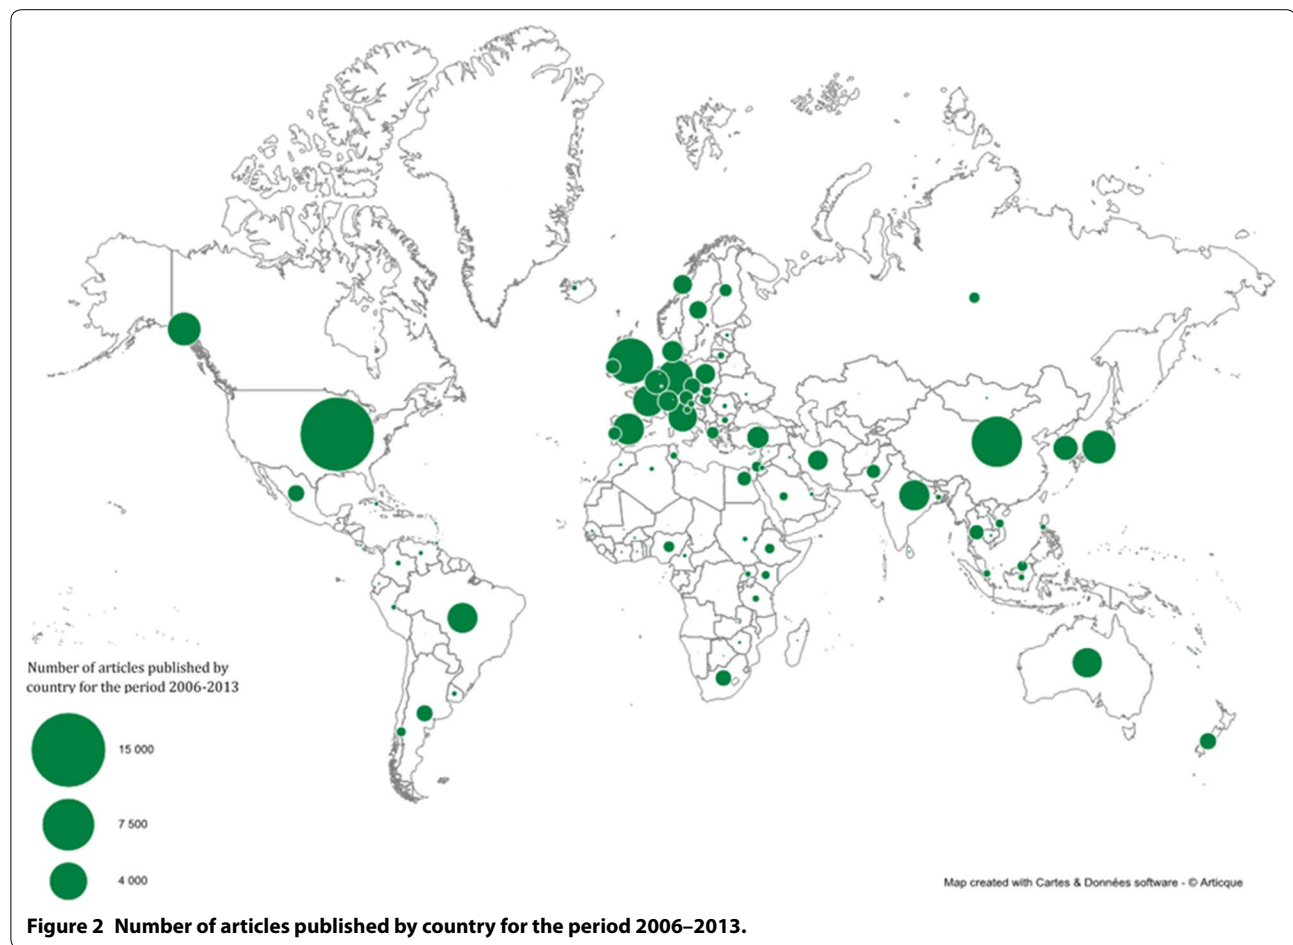 Number of articles published by
country for the period 2006-2013
15 000
7 500
4 000
Map created with Cartes & Données software - © Articque
Figure 2 Number of articles published by country for the period 2006–2013.